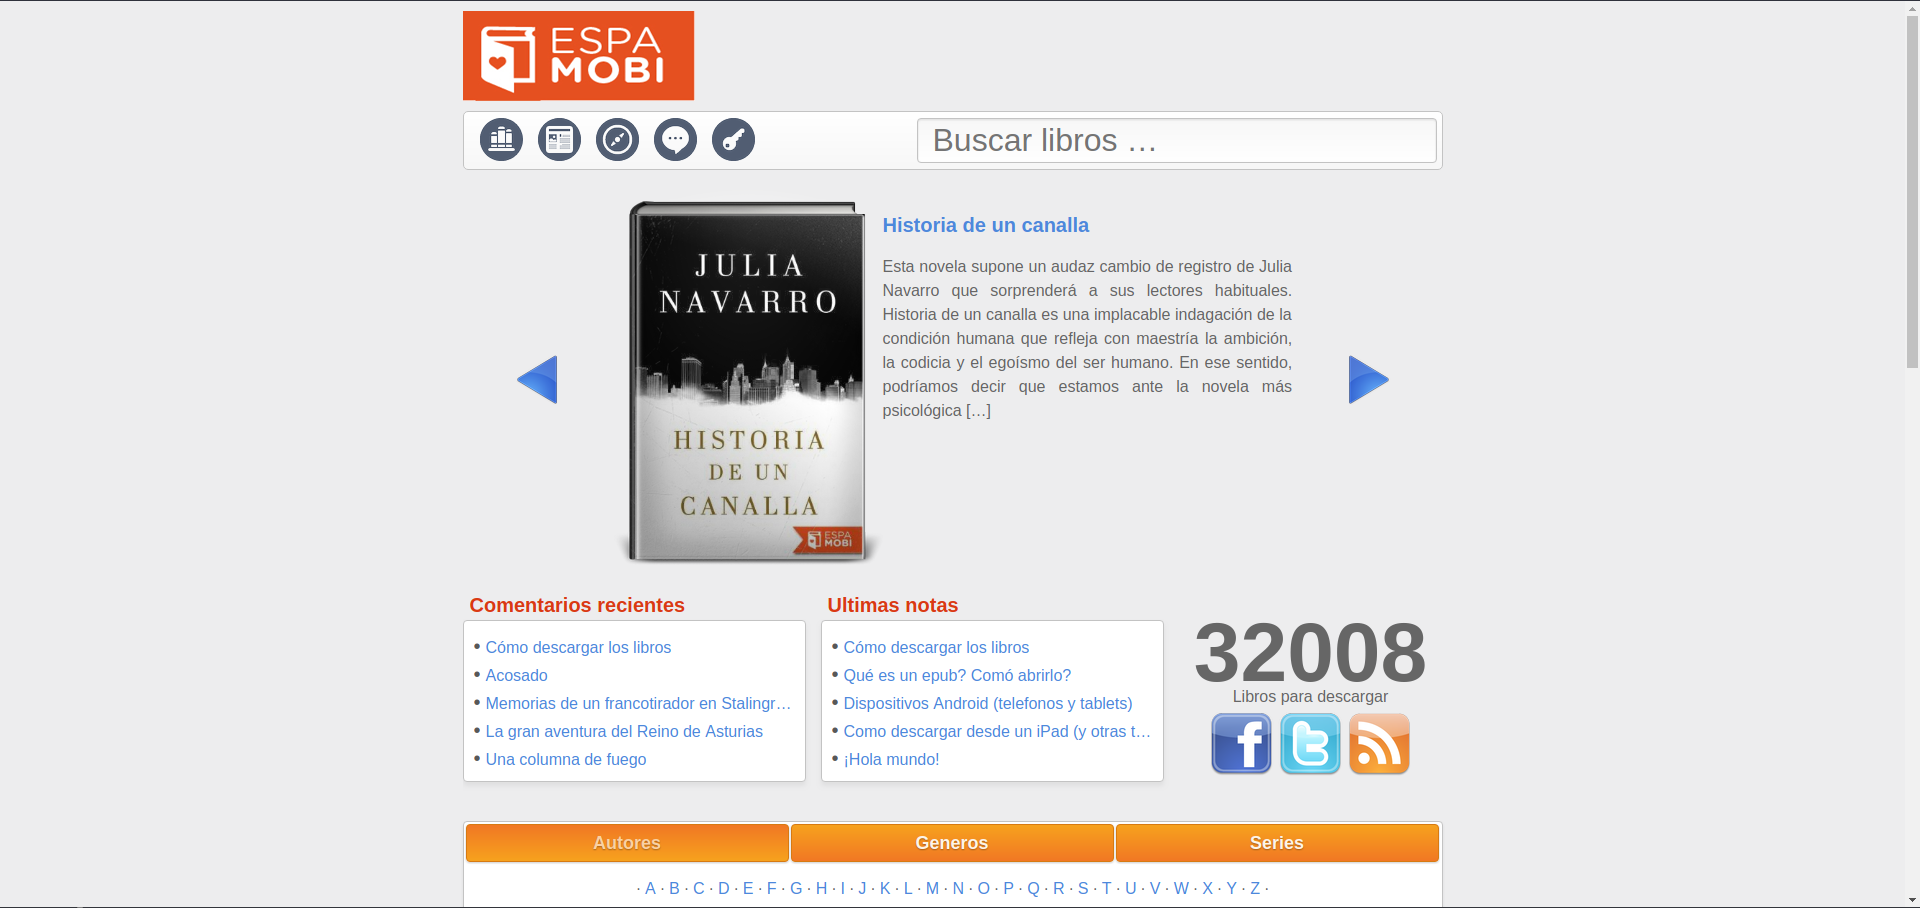 ESPA
MOBI
Buscar libros …
JULIA
NAVARRO
HISTORIA
DE UN
CANALLA
ESPA
MOBI
Historia de un canalla
Esta novela supone un audaz cambio de registro de Julia
Navarro que sorprenderá a sus lectores habituales.
Historia de un canalla es una implacable indagación de la
condición humana que refleja con maestría la ambición,
la codicia y el egoísmo del ser humano. En ese sentido,
podríamos decir que estamos ante la novela más
psicológica […]
Comentarios recientes
• Cómo descargar los libros
• Acosado
• Memorias de un francotirador en Stalingr…
• La gran aventura del Reino de Asturias
• Una columna de fuego
Ultimas notas
• Cómo descargar los libros
• Qué es un epub? Comó abrirlo?
• Dispositivos Android (telefonos y tablets)
• Como descargar desde un iPad (y otras t…
• ¡Hola mundo!
32008
Libros para descargar
Autores
Generos
Series
· A · B · C · D · E · F · G · H · I · J · K · L · M · N · O · P · Q · R · S · T · U · V · W · X · Y · Z ·